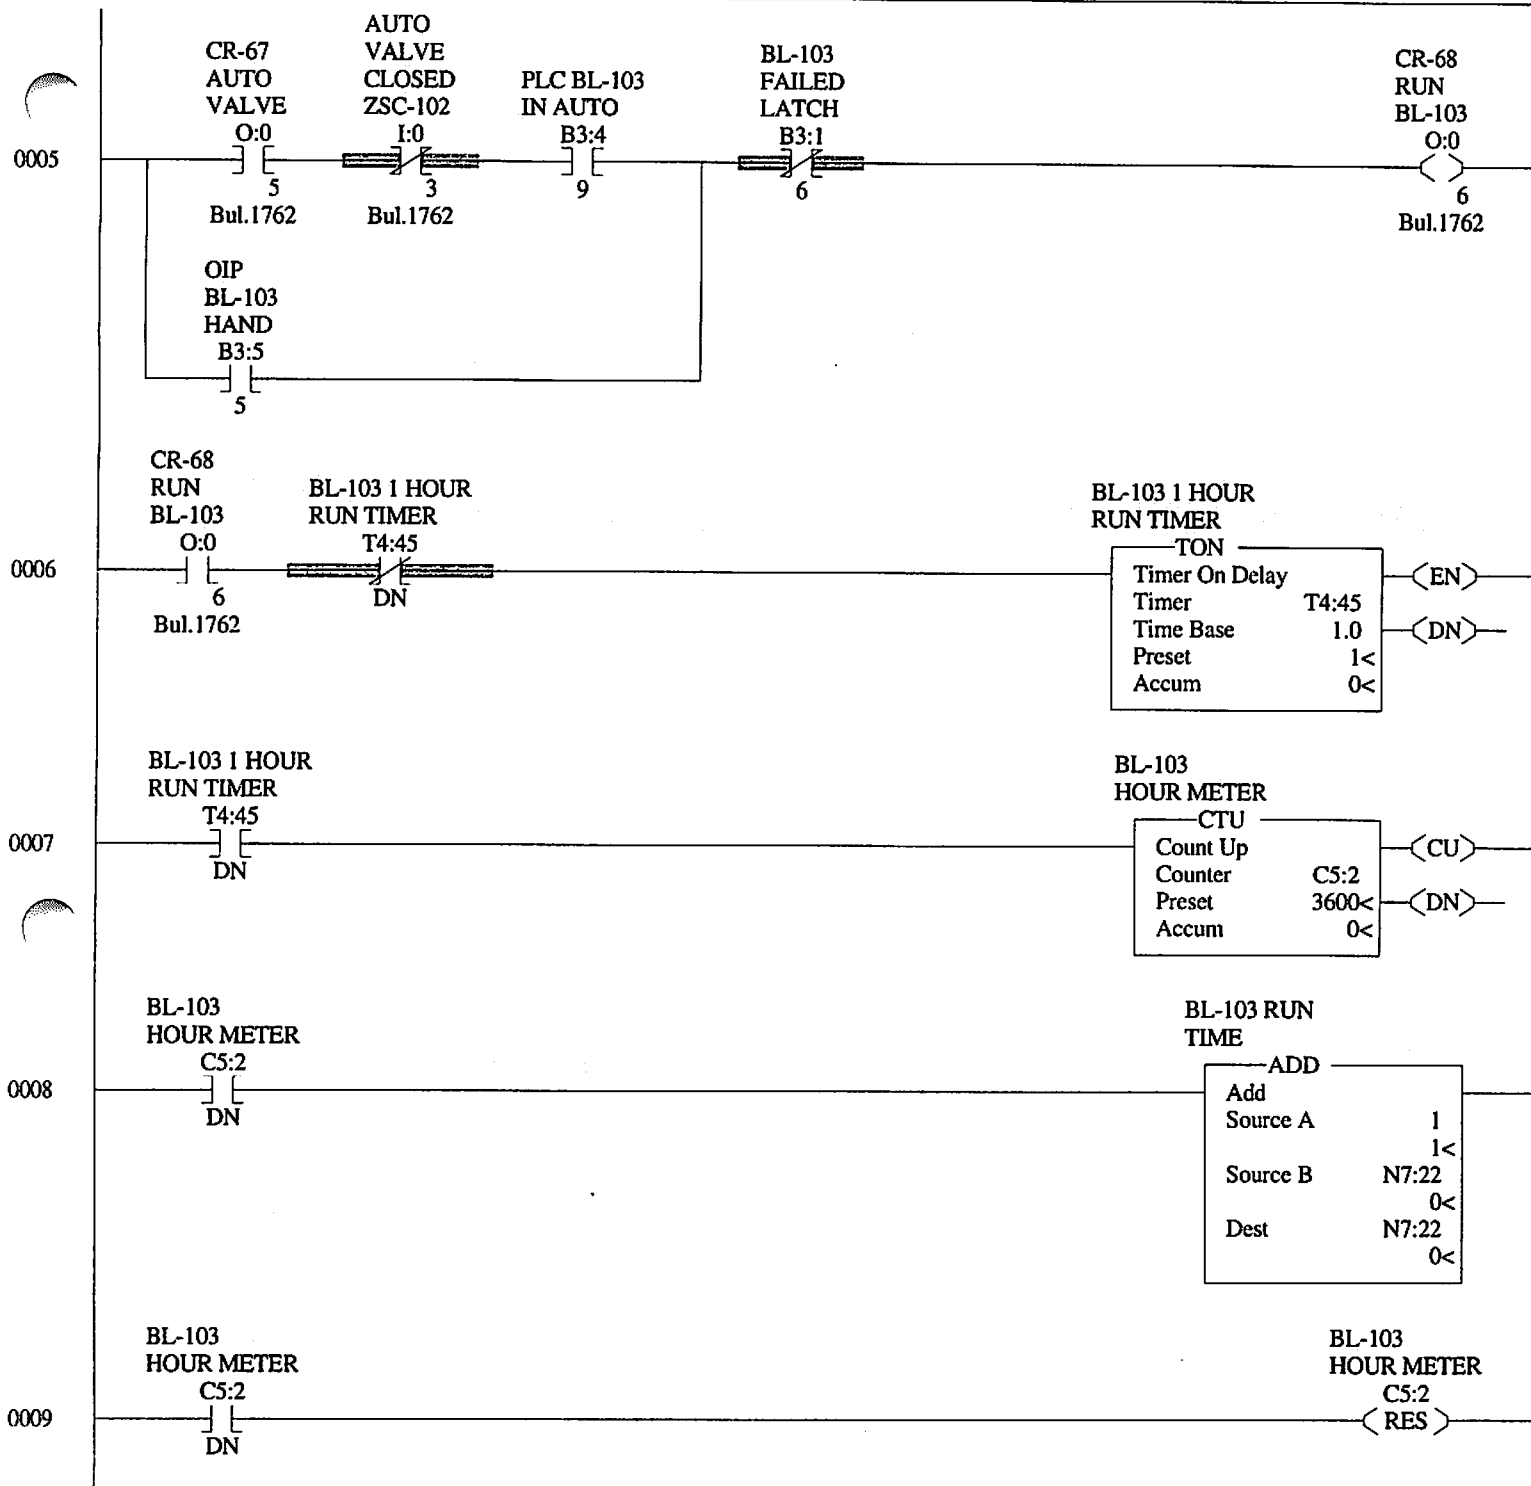 0005
CR-67
AUTO
VALVE
O:0
5
Bul.1762
AUTO
VALVE
CLOSED
ZSC-102
I:0
3
Bul.1762
PLC BL-103
IN AUTO
B3:4
9
BL-103
FAILED
LATCH
B3:1
6
CR-68
RUN
BL-103
O:0
6
Bul.1762
OIP
BL-103
HAND
B3:5
5
0006
CR-68
RUN
BL-103
O:0
6
Bul.1762
BL-103 1 HOUR
RUN TIMER
T4:45
DN
BL-103 1 HOUR
RUN TIMER
TON
Timer On Delay
Timer T4:45
Time Base 1.0
Preset 1<
Accum 0<
EN
DN
0007
BL-103 1 HOUR
RUN TIMER
T4:45
DN
BL-103
HOUR METER
CTU
Count Up
Counter C5:2
Preset 3600<
Accum 0<
CU
DN
0008
BL-103
HOUR METER
C5:2
DN
BL-103 RUN
TIME
ADD
Add
Source A 1
1<
Source B N7:22
0<
Dest N7:22
0<
0009
BL-103
HOUR METER
C5:2
DN
BL-103
HOUR METER
C5:2
RES